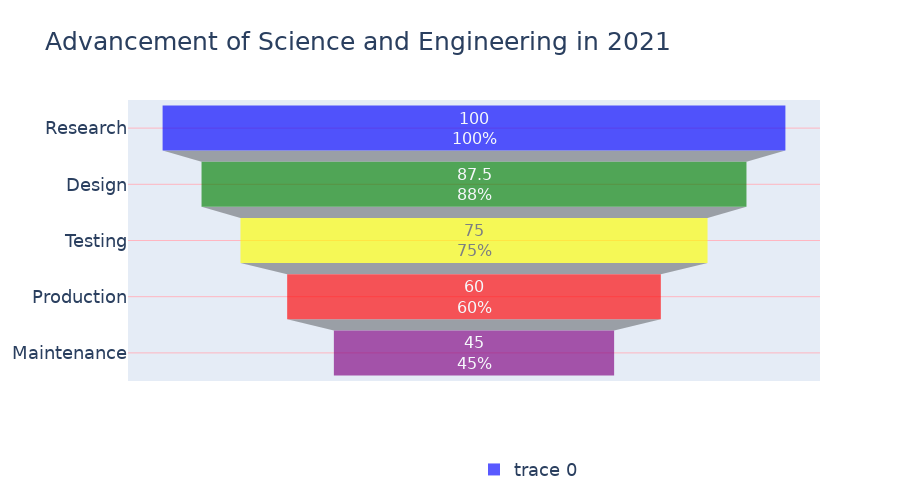 Advancement of Science and Engineering in 2021
Research
100
100%
Design
87.5
88%
Testing
75
75%
Production
60
60%
Maintenance
45
45%
trace 0